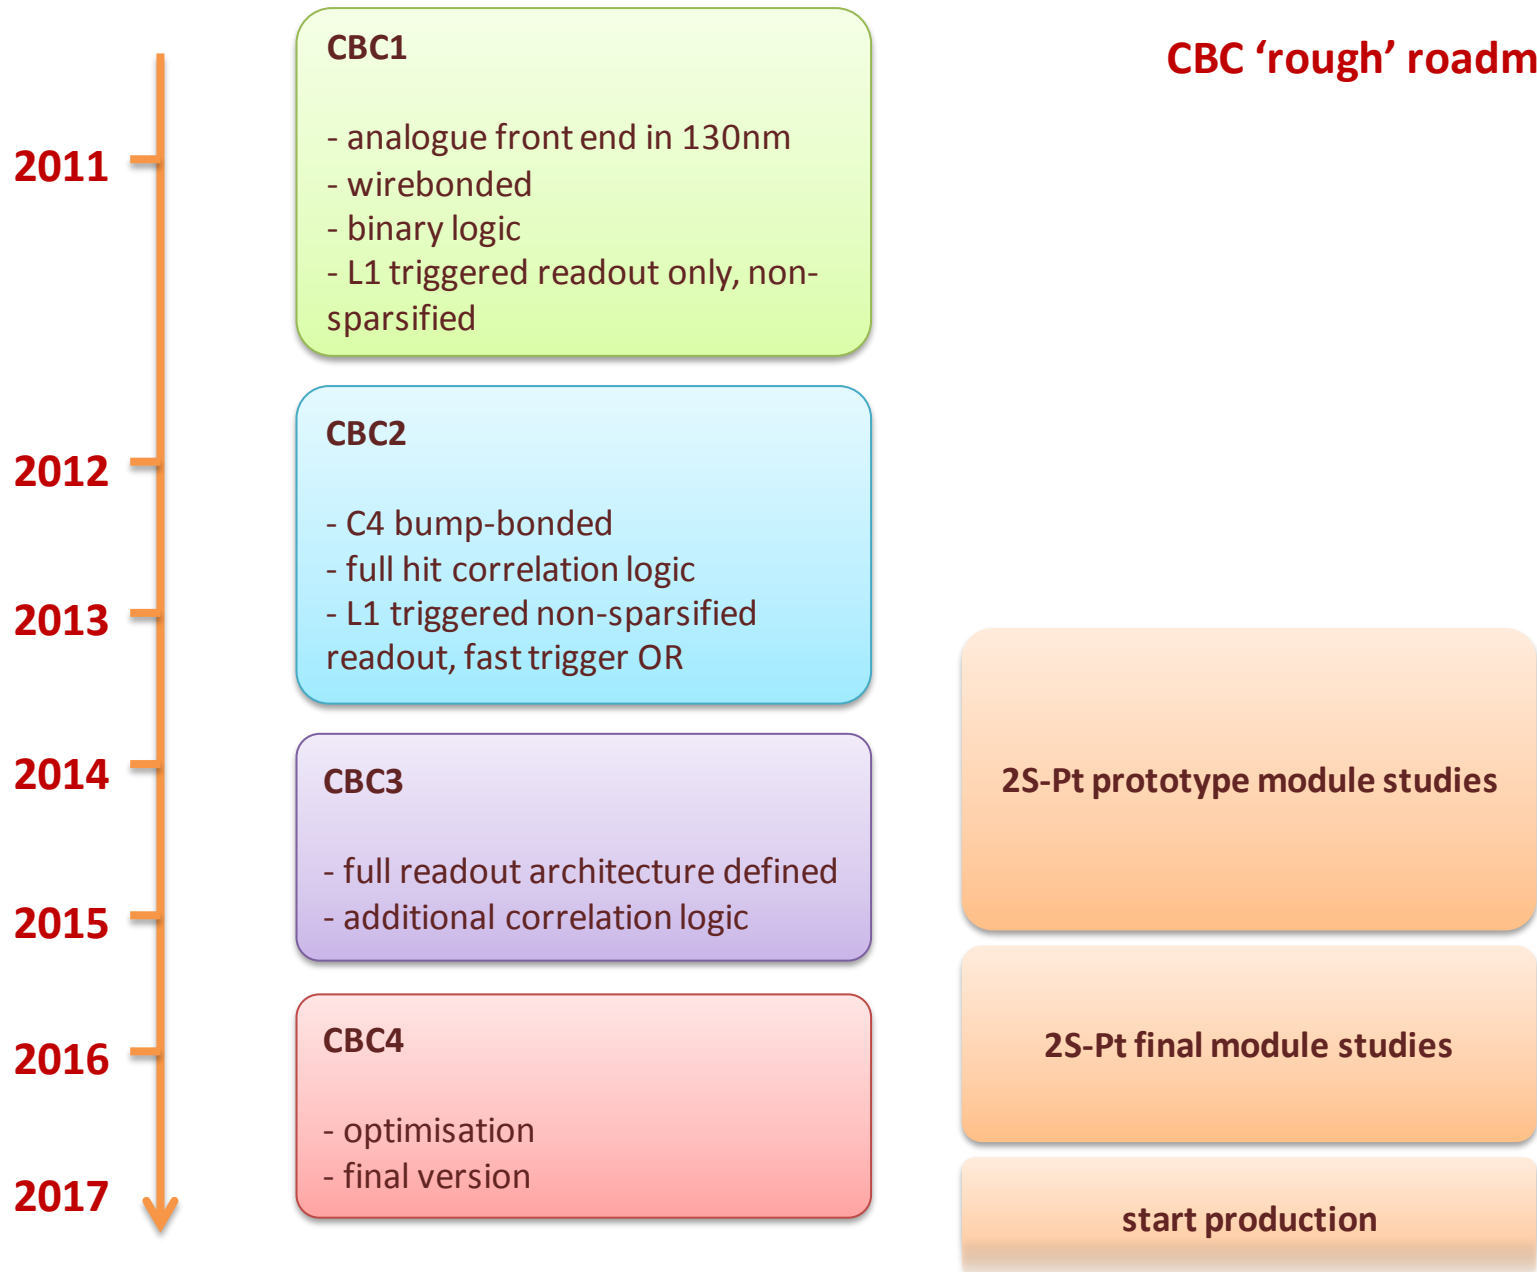 CBC 'rough' roadm
2011
2012
2013
2014
2015
2016
2017
CBC1
- analogue front end in 130nm
- wirebonded
- binary logic
- L1 triggered readout only, non-
sparsified
CBC2
- C4 bump-bonded
- full hit correlation logic
- L1 triggered non-sparsified
readout, fast trigger OR
CBC3
- full readout architecture defined
- additional correlation logic
CBC4
- optimisation
- final version
2S-Pt prototype module studies
2S-Pt final module studies
start production